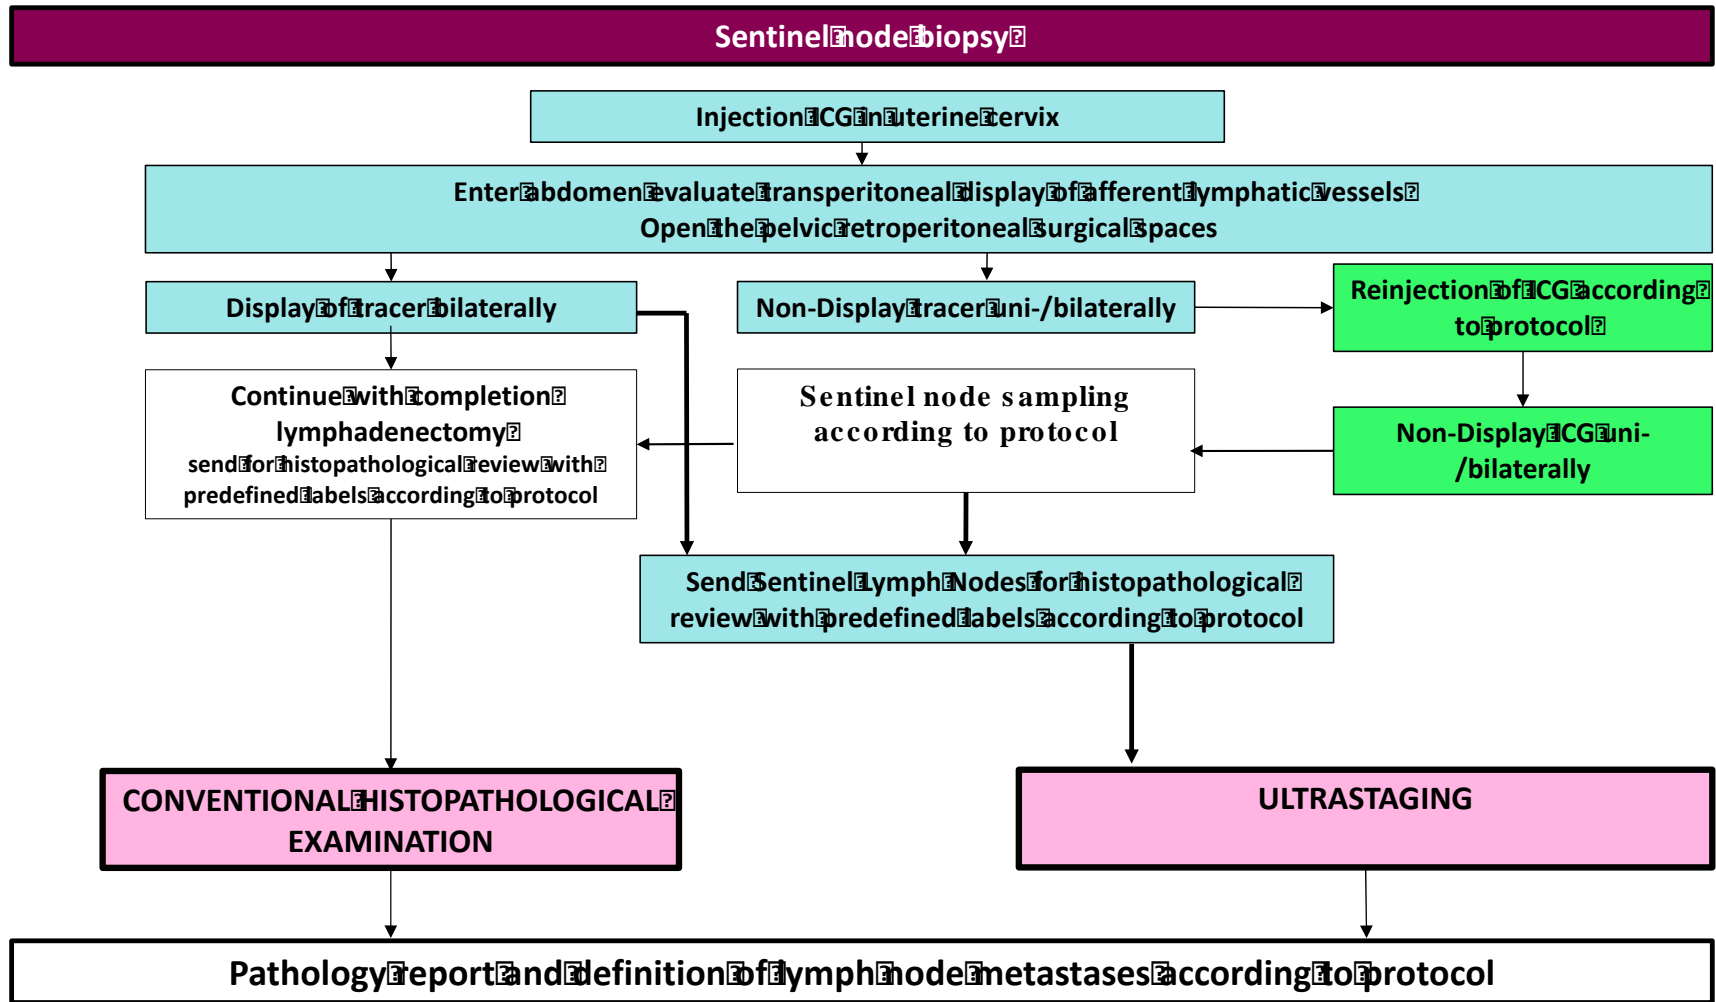 Sentinel node biopsy
Injection ICG in uterine cervix
Enter abdomen evaluate transperitoneal display of afferent lymphatic vessels
Open the pelvic retroperitoneal surgical spaces
Display of tracer bilaterally
Non-Display tracer uni-/bilaterally
Reinjection of ICG according
to protocol
Continue with completion
lymphadenectomy
send for histopathological review with
predefined labels according to protocol
Sentinel node sampling
according to protocol
Non-Display ICG uni-
/bilaterally
Send Sentinel Lymph Nodes for histopathological
review with predefined labels according to protocol
CONVENTIONAL HISTOPATHOLOGICAL
EXAMINATION
ULTRASTAGING
Pathology report and definition of lymph node metastases according to protocol